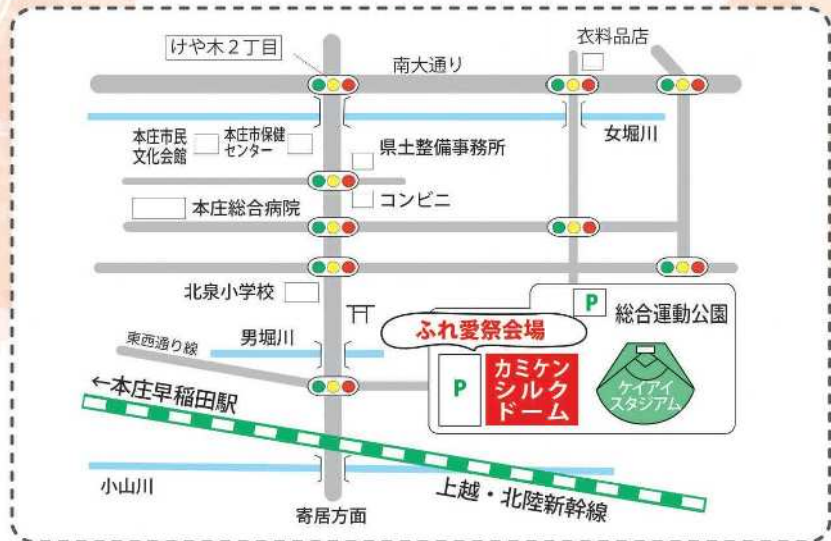 けや木２丁目
南大通り
衣料品店
本庄市民
文化会館
本庄市保健
センター
県土整備事務所
女堀川
コンビニ
本庄総合病院
北泉小学校
P
総合運動公園
ふれ愛祭会場
東西通り線
男堀川
P
カミケン
シルク
ドーム
ケイアイ
スタジアム
←本庄早稲田駅
小山川
上越・北陸新幹線
寄居方面